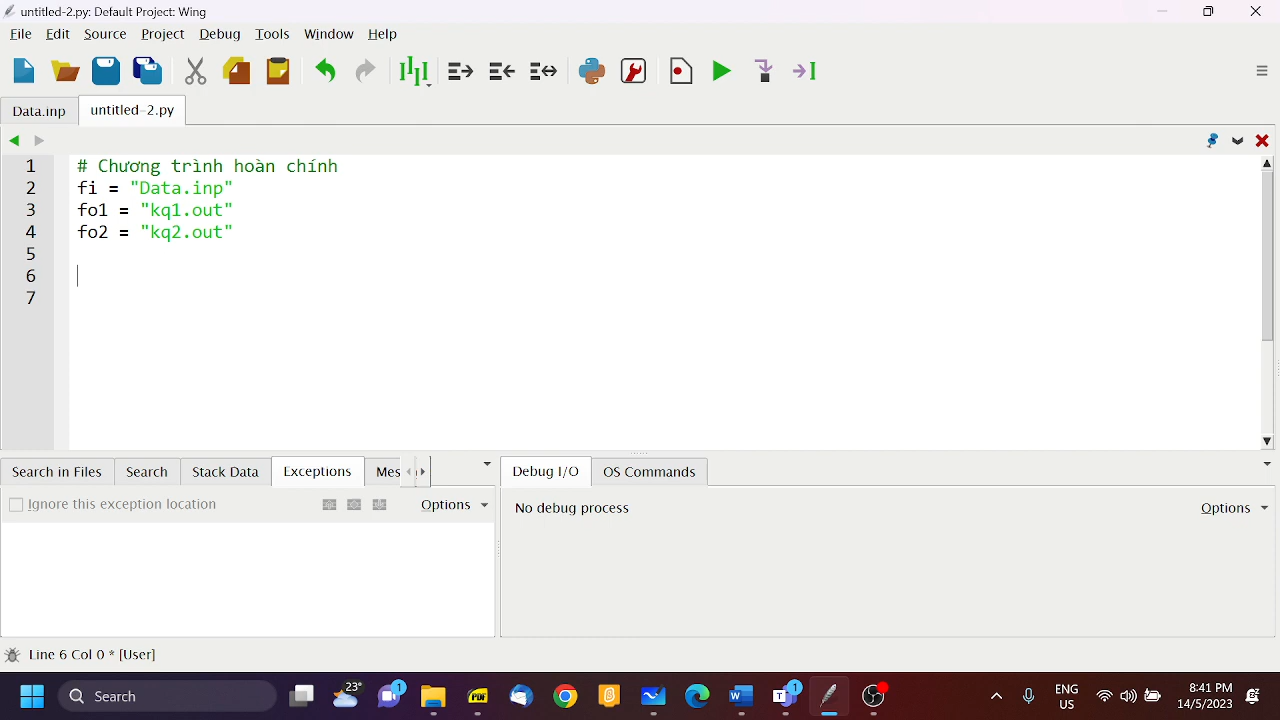 untitled-2.py: Default Project: Wing
File Edit Source Project Debug Tools Window Help
Data.inp untitled-2.py
1 # Chương trình hoàn chính
2 fi = "Data.inp"
3 fo1 = "kq1.out"
4 fo2 = "kq2.out"
5
6
7
Search in Files Search Stack Data Exceptions Mes Debug I/O OS Commands
Ignore this exception location Options No debug process Options
Line 6 Col 0 * [User]
Search 23° 1 PDF 1 ENG 8:41 PM
US 14/5/2023